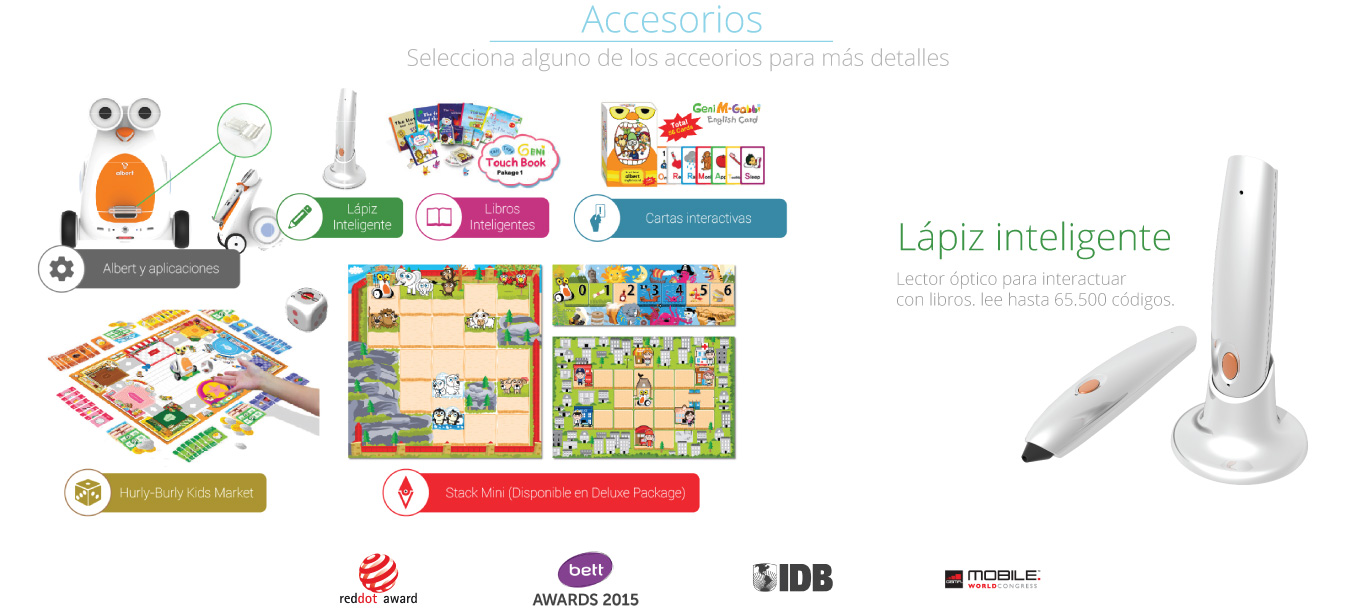 Accesorios
Selecciona alguno de los acceorios para más detalles
albert
Geni
Touch Book
Pakage 1
Geni M-Gabbi
English Card
Total
Lápiz
Inteligente
Libros
Inteligentes
Cartas interactivas
Albert y aplicaciones
Lápiz inteligente
Lector óptico para interactuar
con libros. lee hasta 65.500 códigos.
0 1 2 3 4 5 6
Hurly-Burly Kids Market
Stack Mini (Disponible en Deluxe Package)
reddot award
bett
AWARDS 2015
IDB
MOBILE
WORLD CONGRESS